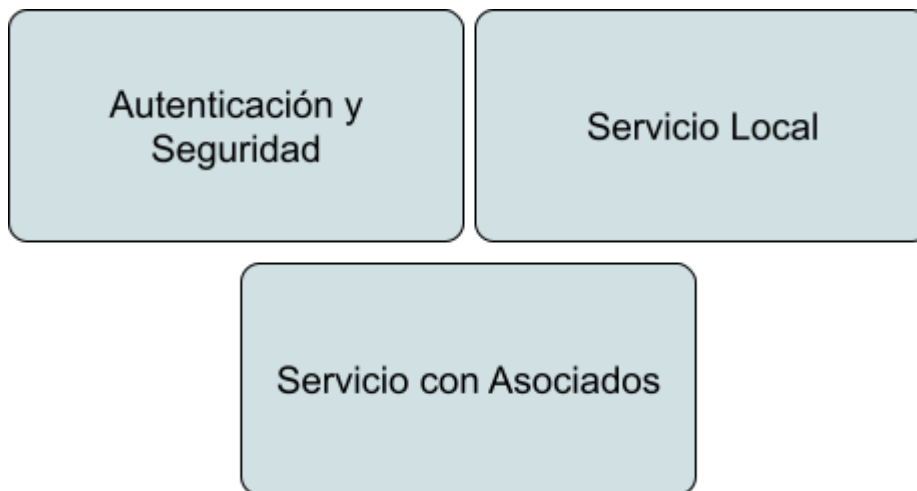 Autenticación y
Seguridad
Servicio Local
Servicio con Asociados